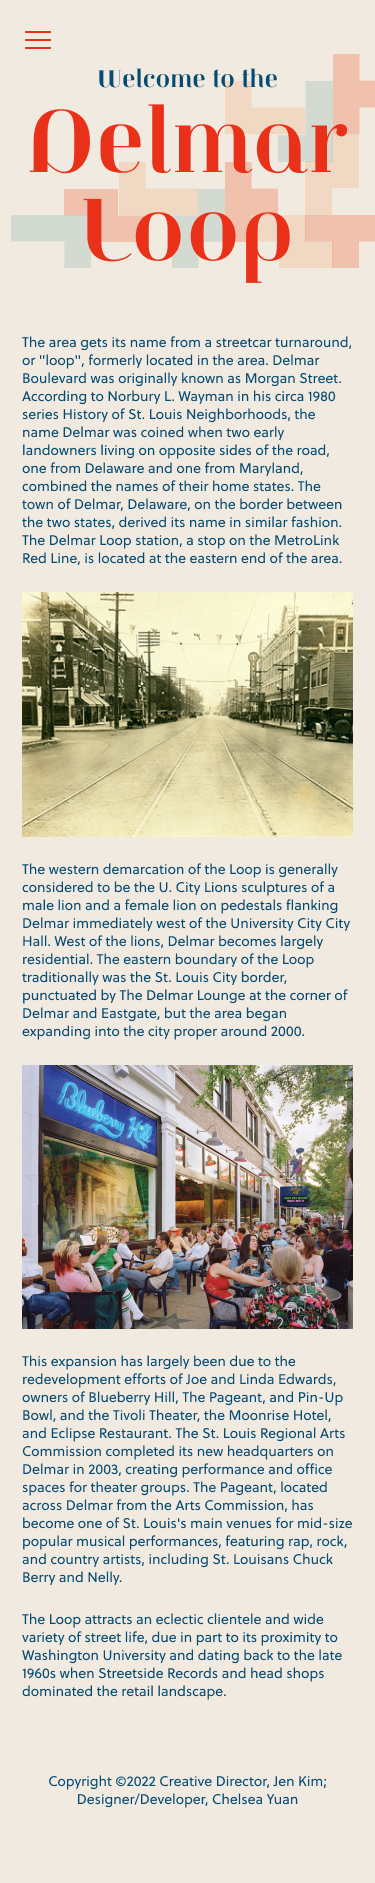 Welcome to the
Delmar
Loop
The area gets its name from a streetcar turnaround,
or "loop", formerly located in the area. Delmar
Boulevard was originally known as Morgan Street.
According to Norbury L. Wayman in his circa 1980
series History of St. Louis Neighborhoods, the
name Delmar was coined when two early
landowners living on opposite sides of the road,
one from Delaware and one from Maryland,
combined the names of their home states. The
town of Delmar, Delaware, on the border between
the two states, derived its name in similar fashion.
The Delmar Loop station, a stop on the MetroLink
Red Line, is located at the eastern end of the area.
The western demarcation of the Loop is generally
considered to be the U. City Lions sculptures of a
male lion and a female lion on pedestals flanking
Delmar immediately west of the University City City
Hall. West of the lions, Delmar becomes largely
residential. The eastern boundary of the Loop
traditionally was the St. Louis City border,
punctuated by The Delmar Lounge at the corner of
Delmar and Eastgate, but the area began
expanding into the city proper around 2000.
Blueberry Hill
This expansion has largely been due to the
redevelopment efforts of Joe and Linda Edwards,
owners of Blueberry Hill, The Pageant, and Pin-Up
Bowl, and the Tivoli Theater, the Moonrise Hotel,
and Eclipse Restaurant. The St. Louis Regional Arts
Commission completed its new headquarters on
Delmar in 2003, creating performance and office
spaces for theater groups. The Pageant, located
across Delmar from the Arts Commission, has
become one of St. Louis's main venues for mid-size
popular musical performances, featuring rap, rock,
and country artists, including St. Louisans Chuck
Berry and Nelly.
The Loop attracts an eclectic clientele and wide
variety of street life, due in part to its proximity to
Washington University and dating back to the late
1960s when Streetside Records and head shops
dominated the retail landscape.
Copyright ©2022 Creative Director, Jen Kim;
Designer/Developer, Chelsea Yuan